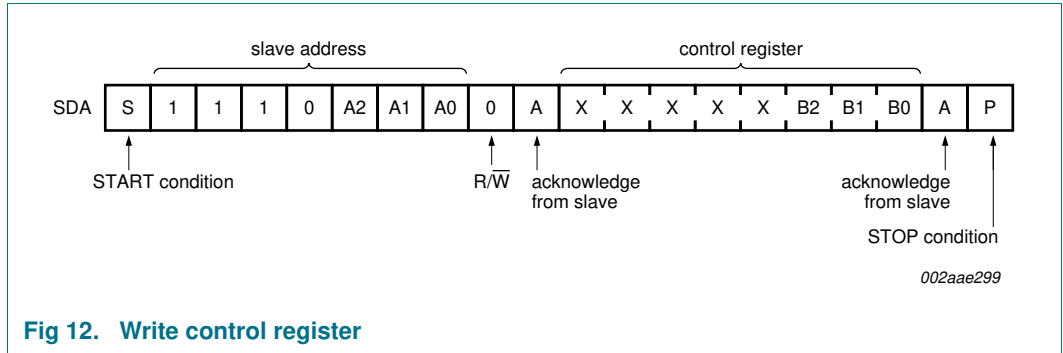 slave address control register
SDA S 1 1 1 0 A2 A1 A0 0 A X X X X X B2 B1 B0 A P
START condition R/W̅ acknowledge from slave acknowledge from slave
STOP condition
002aae299
Fig 12. Write control register